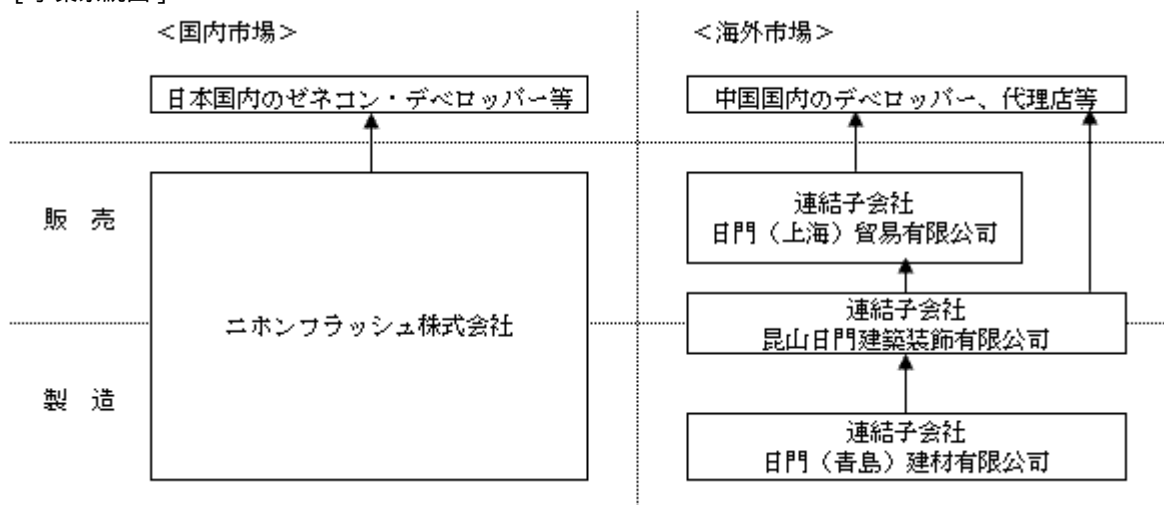 [事業系統図]
＜国内市場＞
＜海外市場＞
日本国内のゼネコン・デベロッパー等
中国国内のデベロッパー、代理店等
販 売
連結子会社
日門（上海）貿易有限公司
ニホンフラッシュ株式会社
連結子会社
昆山日門建築装飾有限公司
製 造
連結子会社
日門（青島）建材有限公司